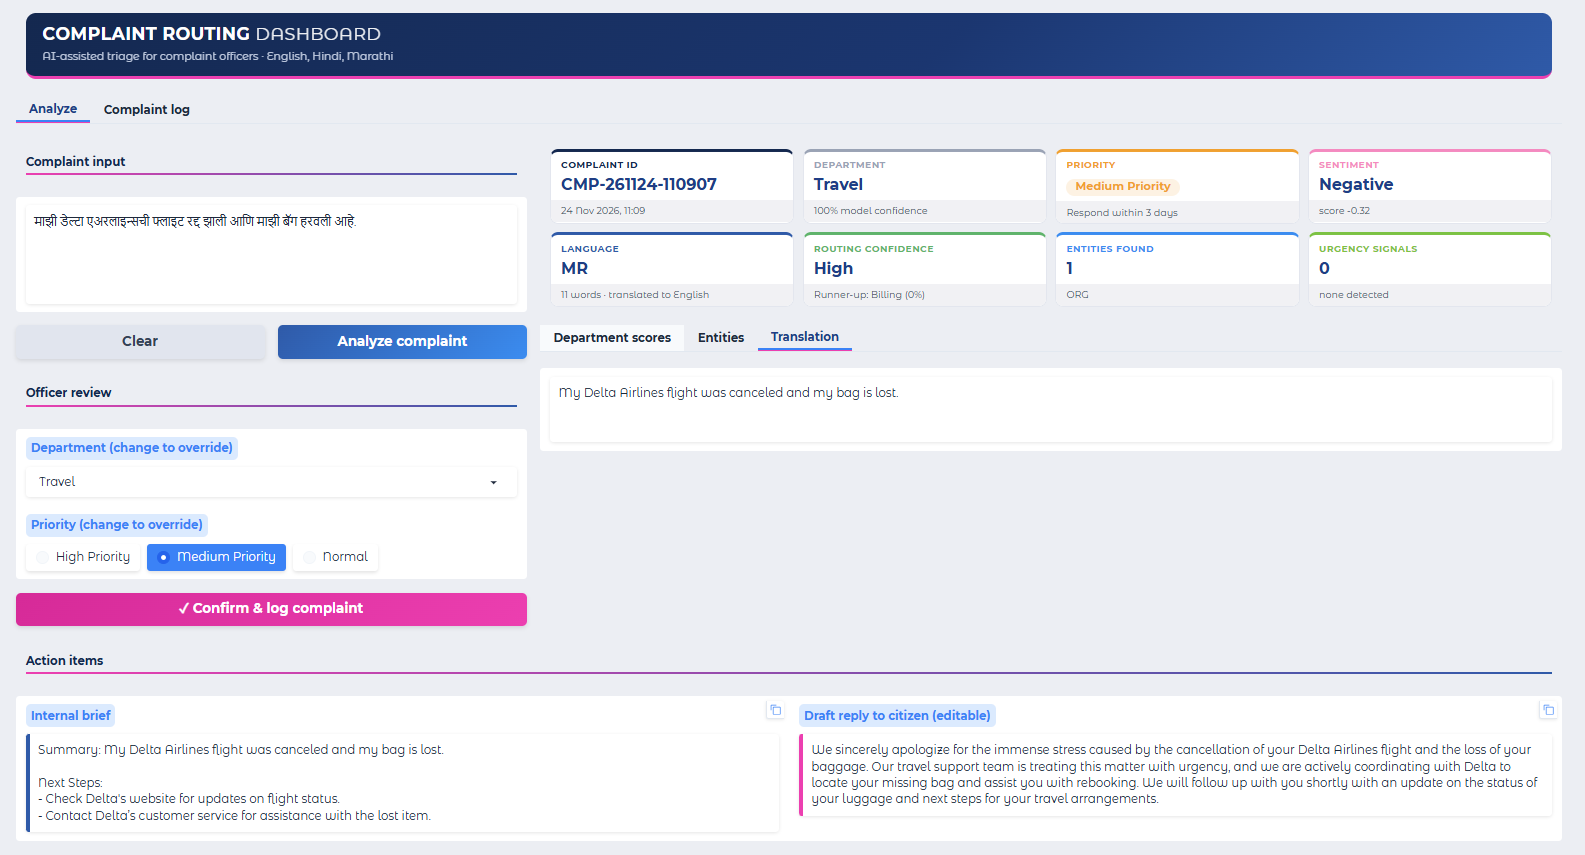 COMPLAINT ROUTING DASHBOARD
AI-assisted triage for complaint officers · English, Hindi, Marathi
Analyze
Complaint log
Complaint input
माझी डेल्टा एअरलाइन्सची फ्लाइट रद्द झाली आणि माझी बॅग हरवली आहे.
Clear
Analyze complaint
Officer review
Department (change to override)
Travel
Priority (change to override)
High Priority
Medium Priority
Normal
✓ Confirm & log complaint
COMPLAINT ID
CMP-261124-110907
24 Nov 2026, 11:09
DEPARTMENT
Travel
100% model confidence
PRIORITY
Medium Priority
Respond within 3 days
SENTIMENT
Negative
score -0.32
LANGUAGE
MR
11 words · translated to English
ROUTING CONFIDENCE
High
Runner-up: Billing (0%)
ENTITIES FOUND
1
ORG
URGENCY SIGNALS
0
none detected
Department scores
Entities
Translation
My Delta Airlines flight was canceled and my bag is lost.
Action items
Internal brief
Summary: My Delta Airlines flight was canceled and my bag is lost.
Next Steps:
- Check Delta's website for updates on flight status.
- Contact Delta's customer service for assistance with the lost item.
Draft reply to citizen (editable)
We sincerely apologize for the immense stress caused by the cancellation of your Delta Airlines flight and the loss of your
baggage. Our travel support team is treating this matter with urgency, and we are actively coordinating with Delta to
locate your missing bag and assist you with rebooking. We will follow up with you shortly with an update on the status of
your luggage and next steps for your travel arrangements.